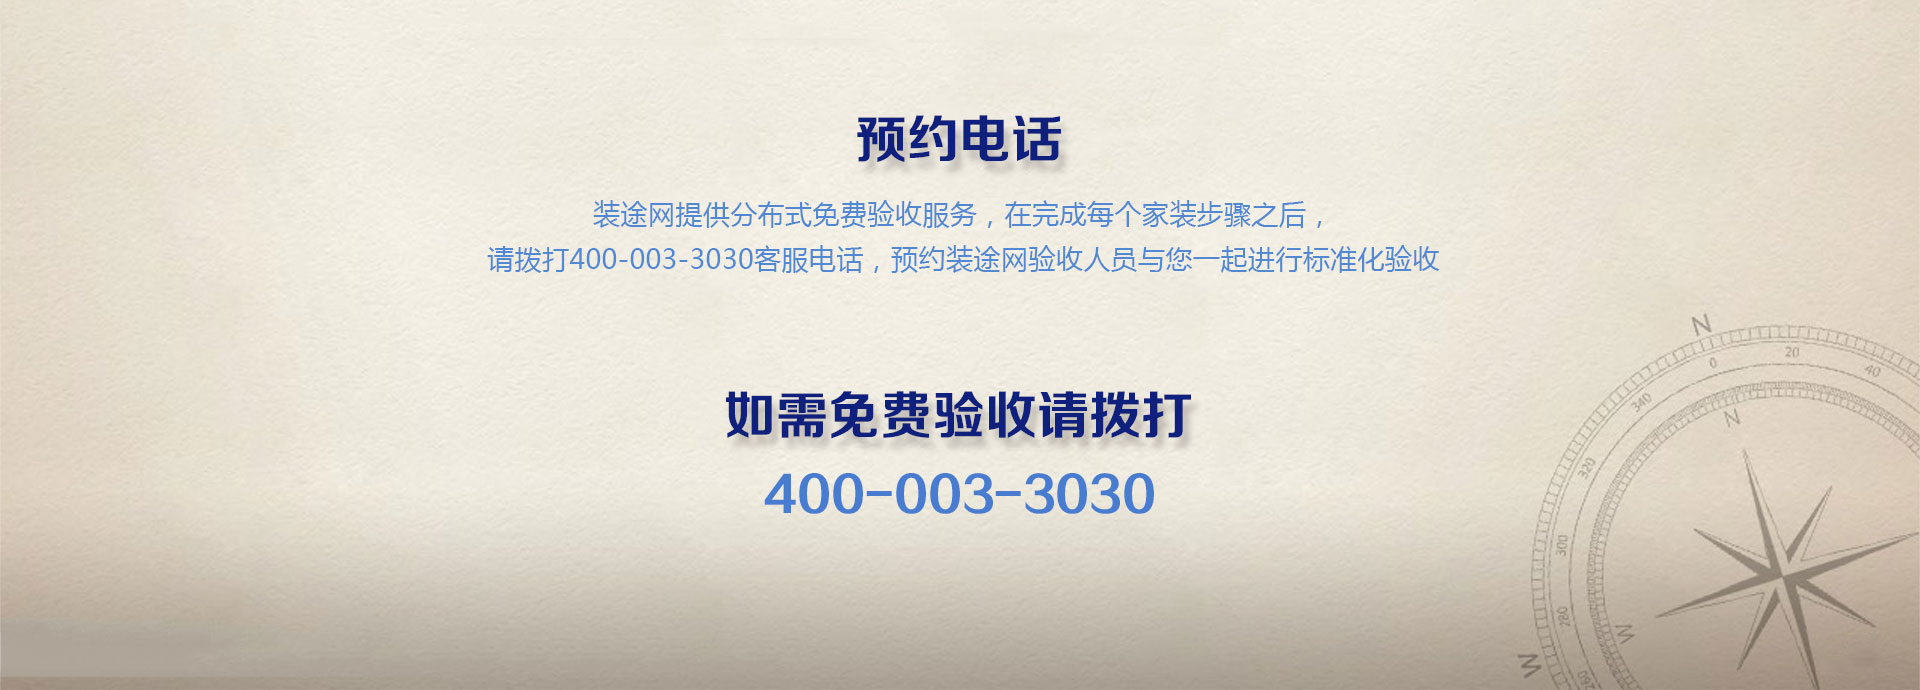 预约电话
装途网提供分布式免费验收服务，在完成每个家装步骤之后，
请拨打400-003-3030客服电话，预约装途网验收人员与您一起进行标准化验收
如需免费验收请拨打
400-003-3030
N
0
20
40
340
N
320
300
280
W
W
260